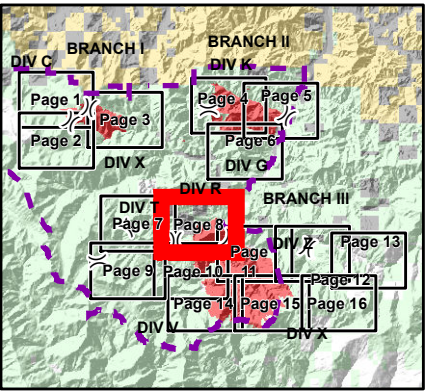 BRANCH I
BRANCH II
DIV C
DIV K
Page 1
Page 4
Page 5
Page 3
Page 2
Page 6
DIV X
DIV G
DIV R
BRANCH III
DIV T
Page 7
Page 8
DIV Z
Page 13
Page 9
Page 10
Page 11
Page 12
Page 14
Page 15
Page 16
DIV V
DIV X